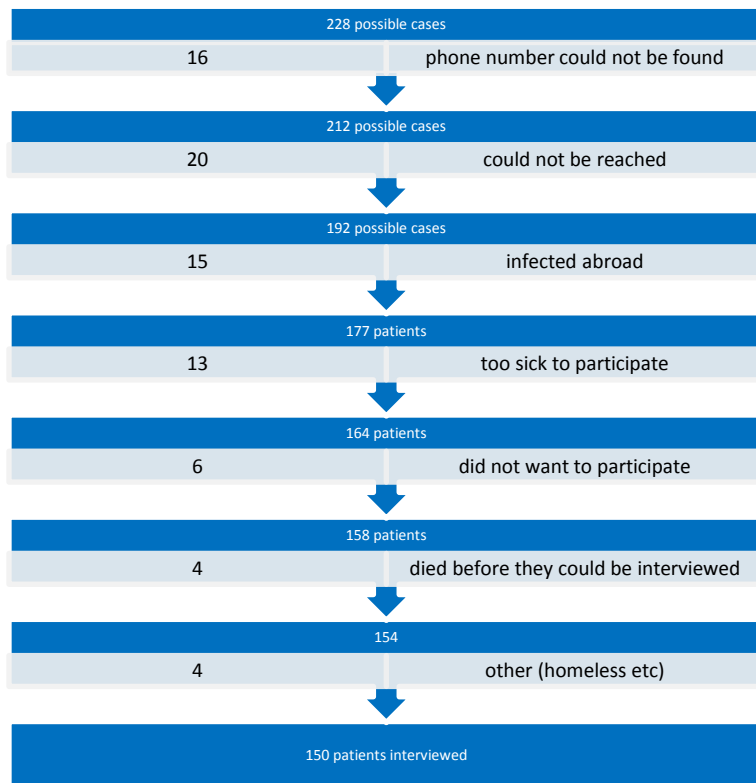 228 possible cases
16 phone number could not be found
212 possible cases
20 could not be reached
192 possible cases
15 infected abroad
177 patients
13 too sick to participate
164 patients
6 did not want to participate
158 patients
4 died before they could be interviewed
154
4 other (homeless etc)
150 patients interviewed